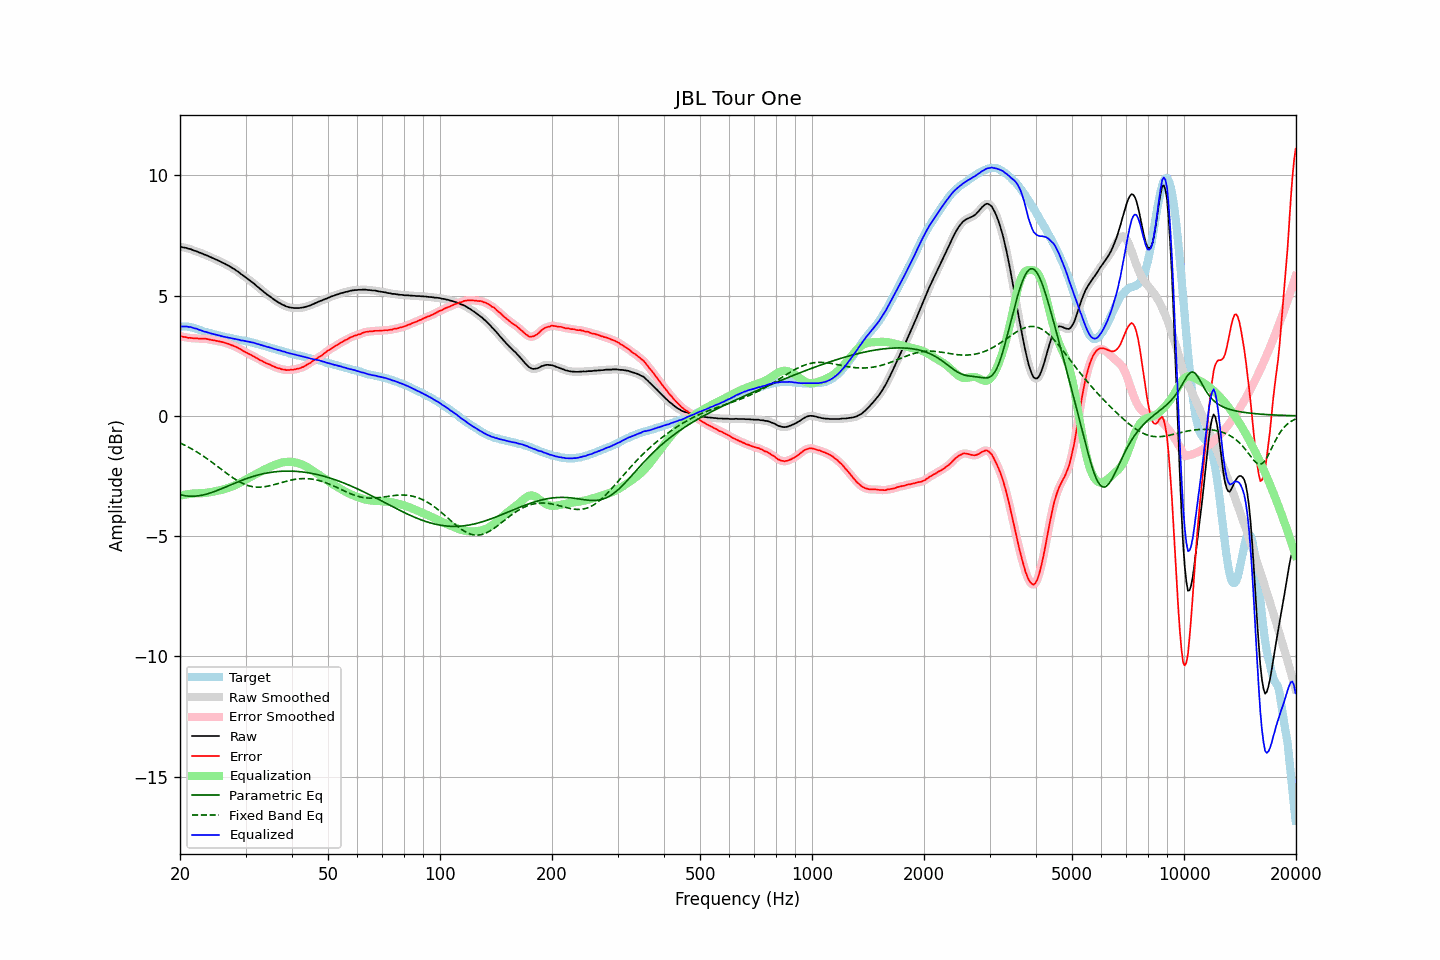 JBL Tour One
Amplitude (dBr)
10
5
0
−5
−10
−15
Target
Raw Smoothed
Error Smoothed
Raw
Error
Equalization
Parametric Eq
Fixed Band Eq
Equalized
20 50 100 200 500 1000 2000 5000 10000 20000
Frequency (Hz)